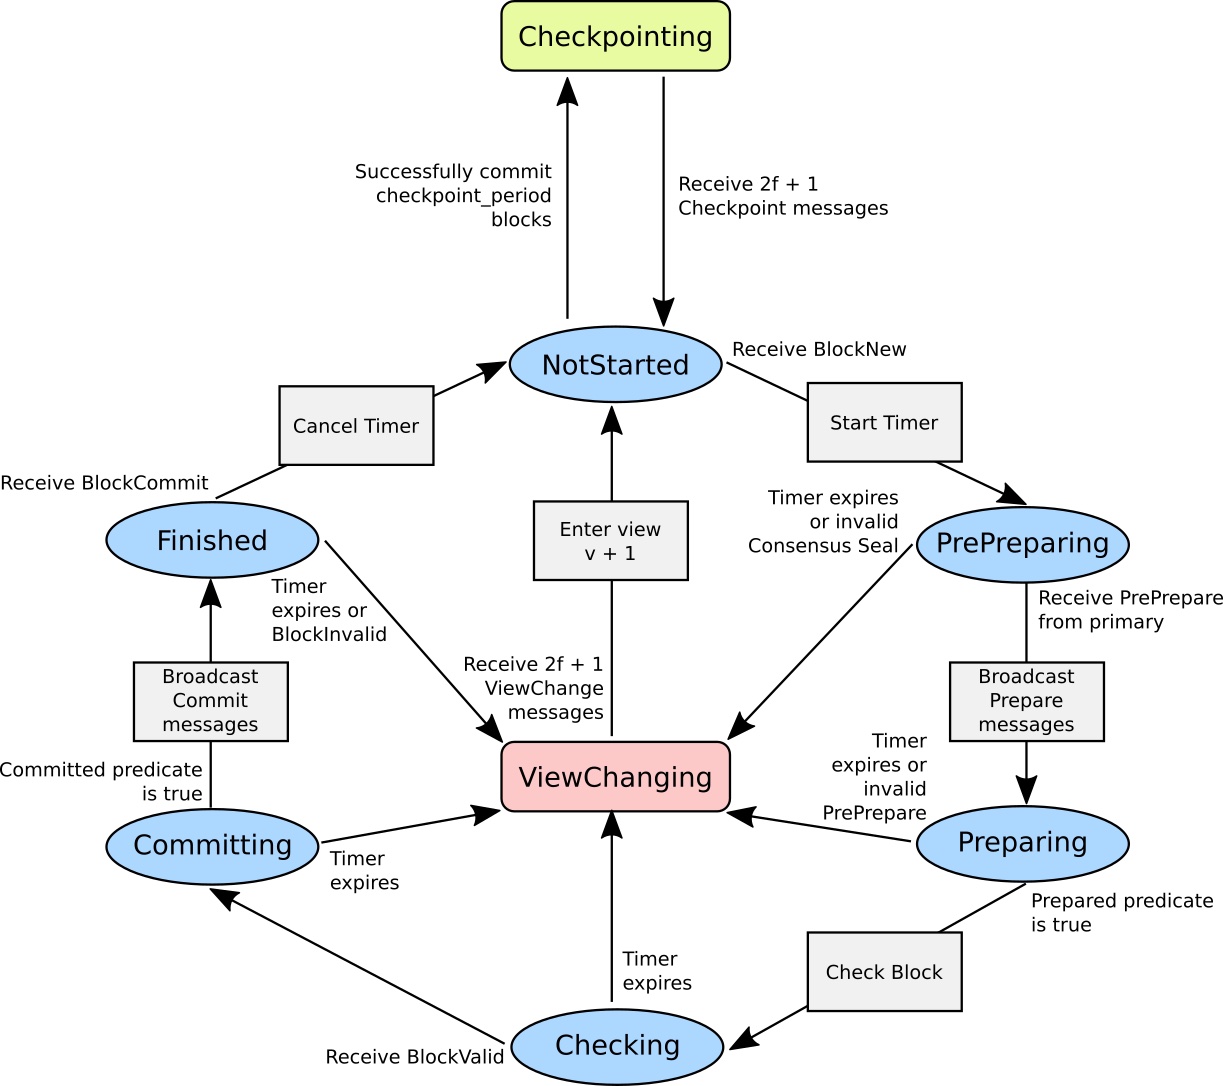 Checkpointing
Successfully commit
checkpoint_period
blocks
Receive 2f + 1
Checkpoint messages
NotStarted
Receive BlockNew
Cancel Timer
Start Timer
Receive BlockCommit
Finished
Enter view
v + 1
Timer expires
or invalid
Consensus Seal
PrePreparing
Timer
expires or
BlockInvalid
Receive PrePrepare
from primary
Broadcast
Commit
messages
Receive 2f + 1
ViewChange
messages
Broadcast
Prepare
messages
Committed predicate
is true
ViewChanging
Timer
expires or
invalid
PrePrepare
Committing
Timer
expires
Preparing
Prepared predicate
is true
Timer
expires
Check Block
Receive BlockValid
Checking